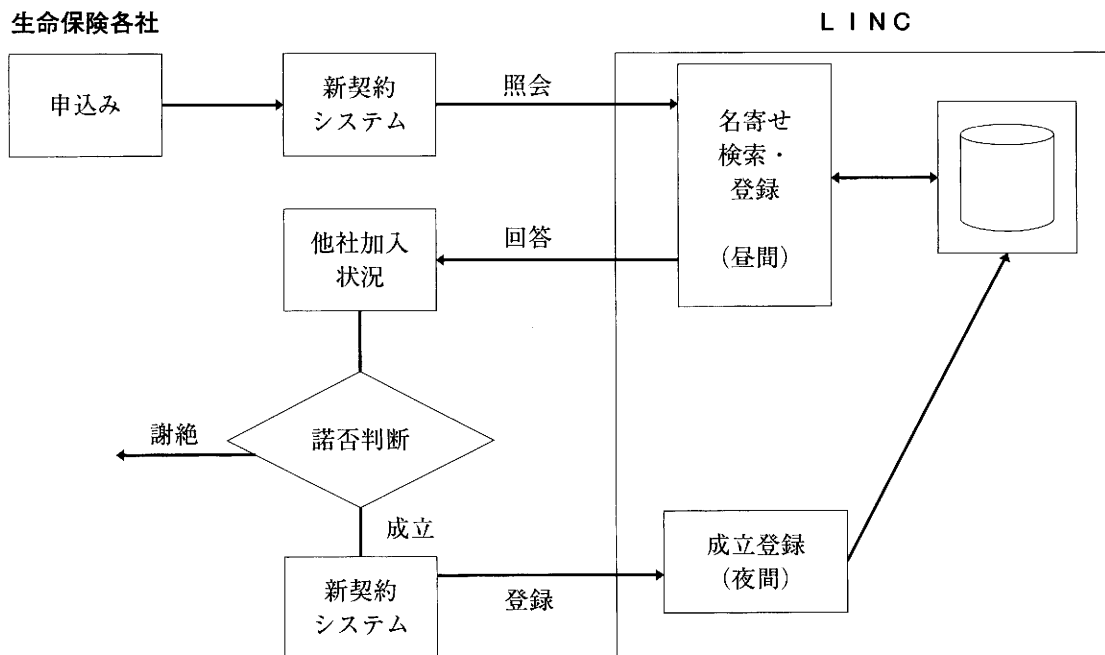 生命保険各社
ＬＩＮＣ
申込み
新契約
システム
照会
名寄せ
検索・
登録
(昼間)
他社加入
状況
回答
諾否判断
謝絶
成立
新契約
システム
登録
成立登録
(夜間)